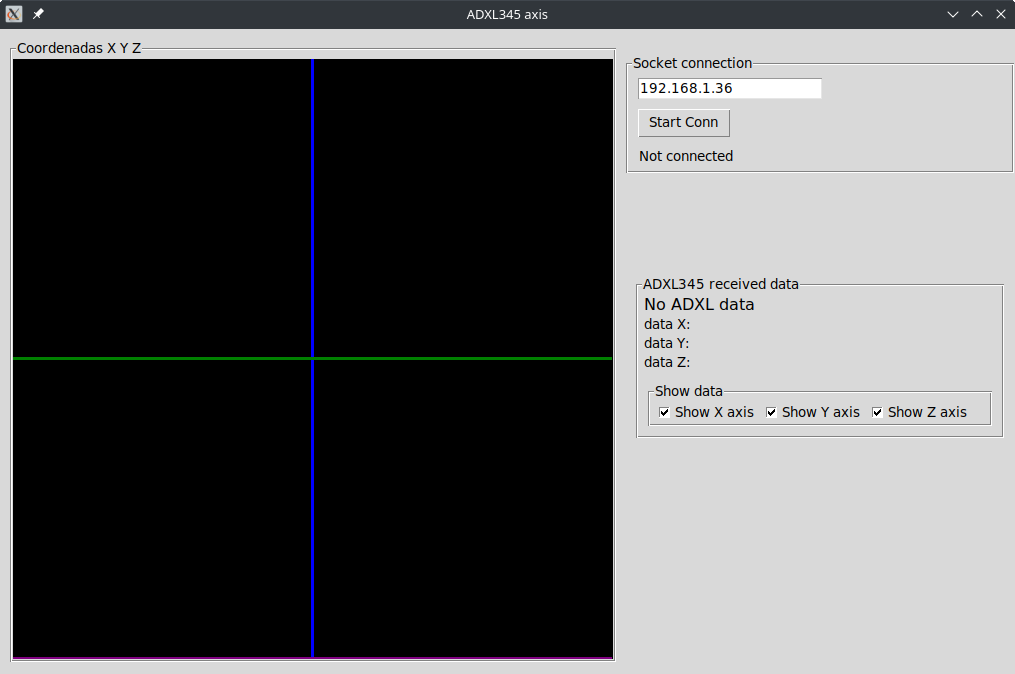 ADXL345 axis
Coordenadas X Y Z
Socket connection
192.168.1.36
Start Conn
Not connected
ADXL345 received data
No ADXL data
data X:
data Y:
data Z:
Show data
Show X axis Show Y axis Show Z axis